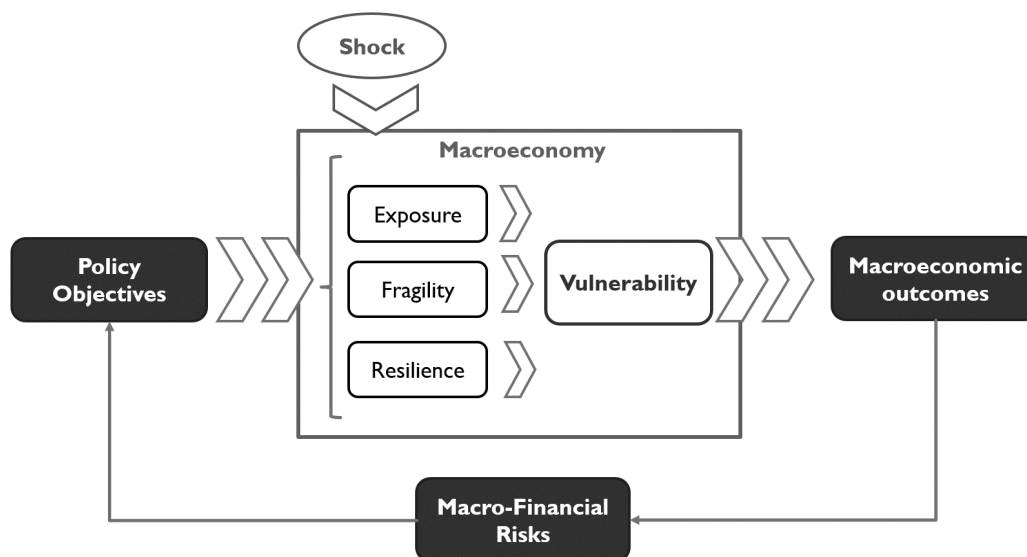 Shock
Macroeconomy
Exposure
Policy
Objectives
Fragility
Vulnerability
Macroeconomic
outcomes
Resilience
Macro-Financial
Risks